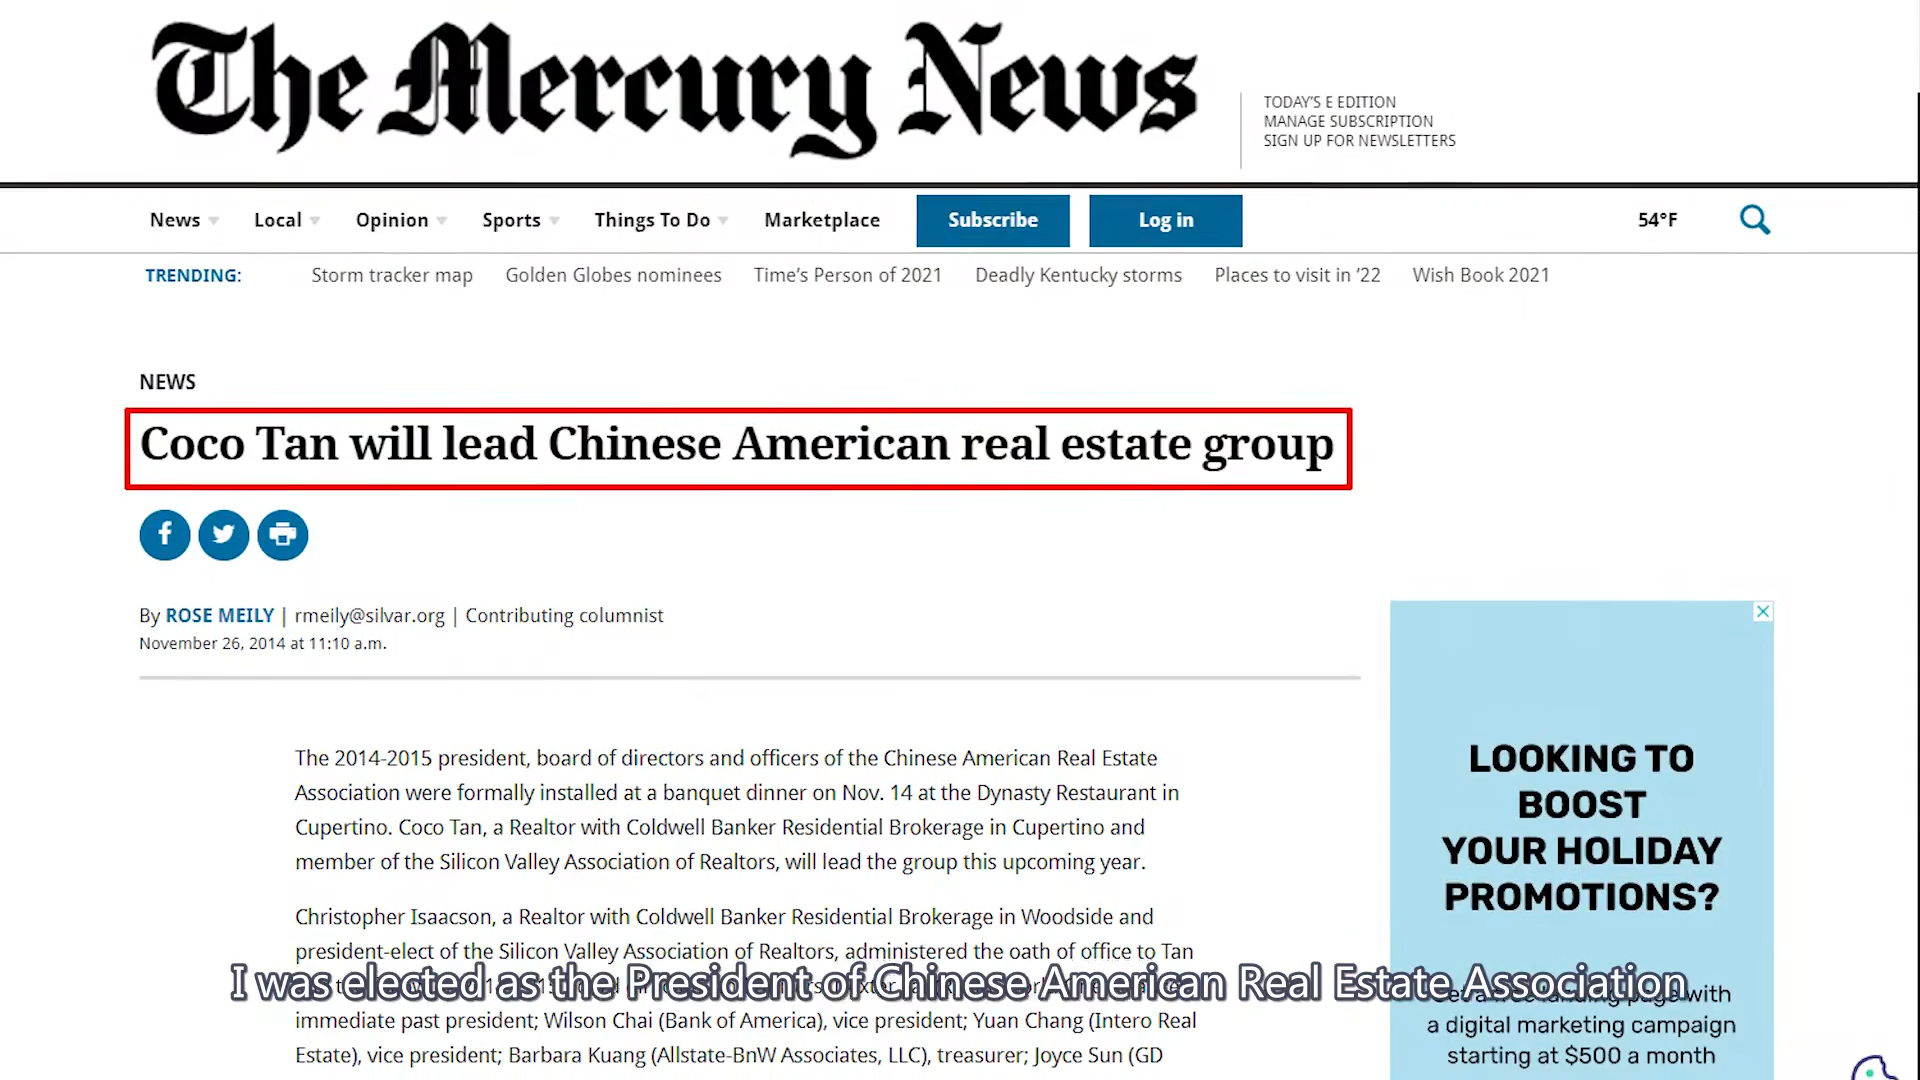 The Mercury News
TODAY'S E EDITION
MANAGE SUBSCRIPTION
SIGN UP FOR NEWSLETTERS
News Local Opinion Sports Things To Do Marketplace Subscribe Log in 54°F
TRENDING: Storm tracker map Golden Globes nominees Time's Person of 2021 Deadly Kentucky storms Places to visit in '22 Wish Book 2021
NEWS
Coco Tan will lead Chinese American real estate group
By ROSE MEILY | rmeily@silvar.org | Contributing columnist
November 26, 2014 at 11:10 a.m.
The 2014-2015 president, board of directors and officers of the Chinese American Real Estate
Association were formally installed at a banquet dinner on Nov. 14 at the Dynasty Restaurant in
Cupertino. Coco Tan, a Realtor with Coldwell Banker Residential Brokerage in Cupertino and
member of the Silicon Valley Association of Realtors, will lead the group this upcoming year.
Christopher Isaacson, a Realtor with Coldwell Banker Residential Brokerage in Woodside and
president-elect of the Silicon Valley Association of Realtors, administered the oath of office to Tan
immediate past president; Wilson Chai (Bank of America), vice president; Yuan Chang (Intero Real
Estate), vice president; Barbara Kuang (Allstate-BnW Associates, LLC), treasurer; Joyce Sun (GD
LOOKING TO
BOOST
YOUR HOLIDAY
PROMOTIONS?
landing page with
a digital marketing campaign
starting at $500 a month
I was elected as the President of Chinese American Real Estate Association